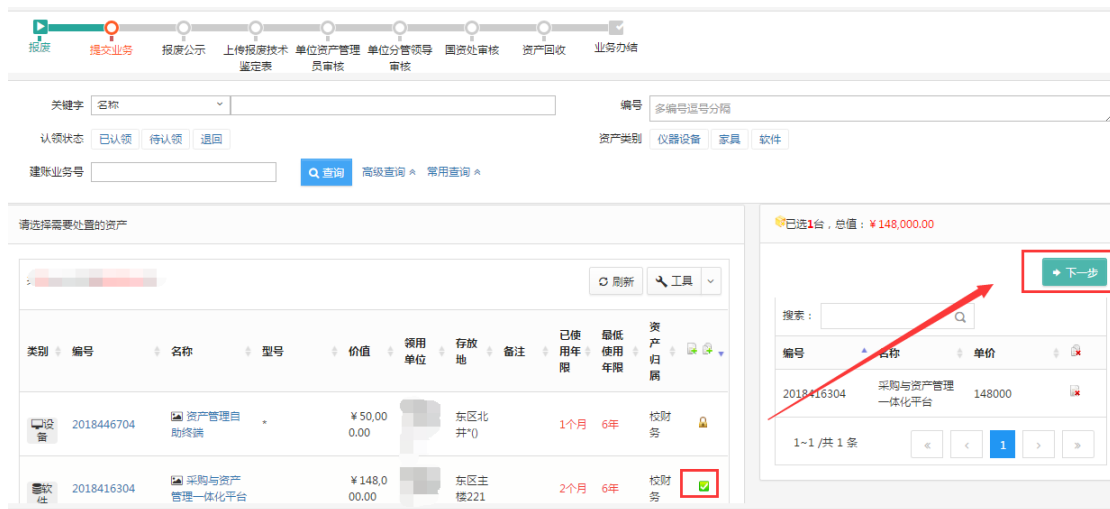 报废
提交业务
报废公示
上传报废技术
鉴定表
单位资产管理
员审核
单位分管领导
审核
国资处审核
资产回收
业务办结
关键字 名称
编号 多编号逗号分隔
认领状态 已认领 待认领 退回
资产类别 仪器设备 家具 软件
建账业务号
查询 高级查询 常用查询
请选择需要处置的资产
刷新 工具
类别 编号 名称 型号 价值
领用
单位
存放
地
备注
已使
用年
限
最低
使用
年限
资
产
归
属
设
备
2018446704
资产管理自
助终端
*
¥50,00
0.00
东区北
井*()
1个月
6年
校财
务
软
件
2018416304
采购与资产
管理一体化平台
¥148,0
00.00
东区主
楼221
2个月
6年
校财
务
已选1台，总值：¥148,000.00
下一步
搜索：
编号 名称 单价
2018416304
采购与资产管理
一体化平台
148000
1~1 /共 1 条
« ‹ 1 › »